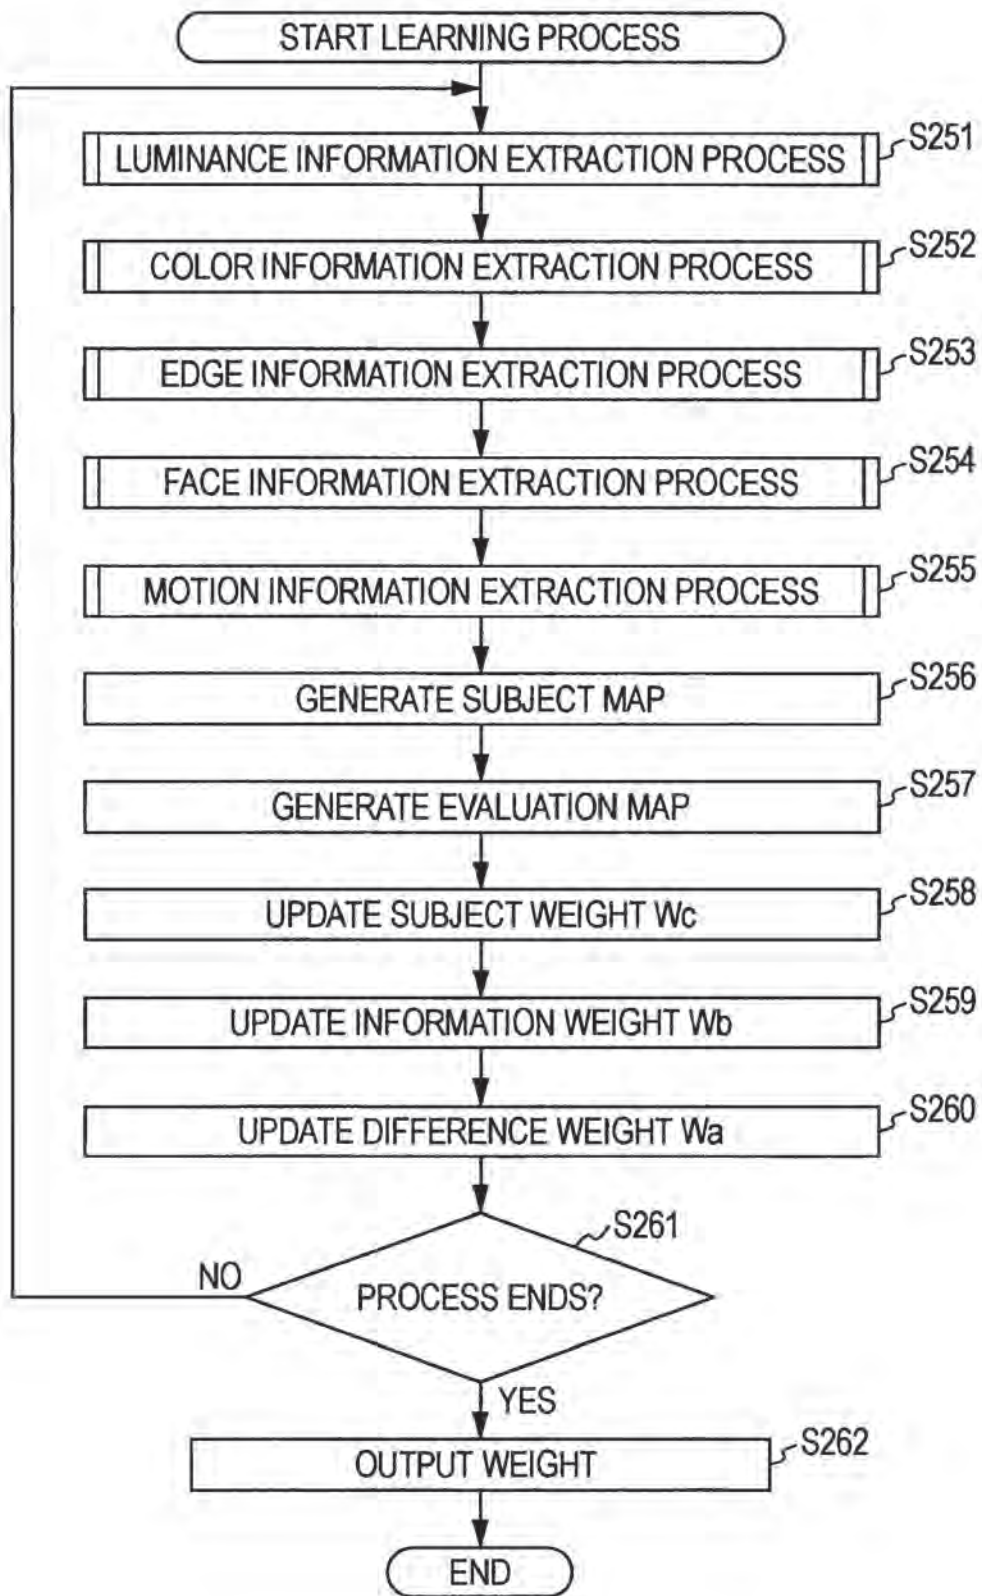 START LEARNING PROCESS
LUMINANCE INFORMATION EXTRACTION PROCESS
S251
COLOR INFORMATION EXTRACTION PROCESS
S252
EDGE INFORMATION EXTRACTION PROCESS
S253
FACE INFORMATION EXTRACTION PROCESS
S254
MOTION INFORMATION EXTRACTION PROCESS
S255
GENERATE SUBJECT MAP
S256
GENERATE EVALUATION MAP
S257
UPDATE SUBJECT WEIGHT Wc
S258
UPDATE INFORMATION WEIGHT Wb
S259
UPDATE DIFFERENCE WEIGHT Wa
S260
PROCESS ENDS?
S261
NO
YES
OUTPUT WEIGHT
S262
END